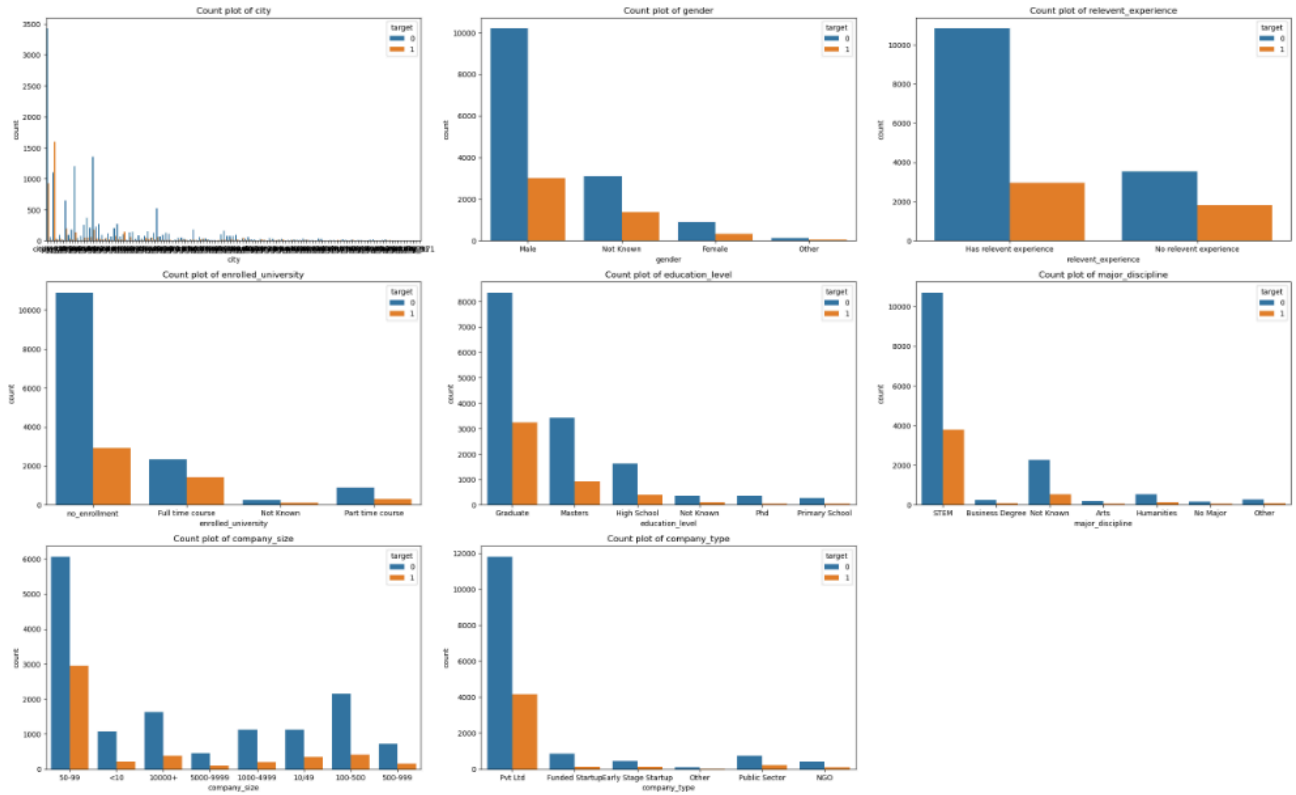 Count plot of city
target
0
1
3500
3000
2500
2000
1500
1000
500
0
count
city
Count plot of gender
target
0
1
10000
8000
6000
4000
2000
0
count
Male Not Known Female Other
gender
Count plot of relevent_experience
target
0
1
10000
8000
6000
4000
2000
0
count
Has relevent experience No relevent experience
relevent_experience
Count plot of enrolled_university
target
0
1
10000
8000
6000
4000
2000
0
count
no_enrollment Full time course Not Known Part time course
enrolled_university
Count plot of education_level
target
0
1
8000
7000
6000
5000
4000
3000
2000
1000
0
count
Graduate Masters High School Not Known Phd Primary School
education_level
Count plot of major_discipline
target
0
1
10000
8000
6000
4000
2000
0
count
STEM Business Degree Not Known Arts Humanities No Major Other
major_discipline
Count plot of company_size
target
0
1
6000
5000
4000
3000
2000
1000
0
count
50-99 <10 10000+ 5000-9999 1000-4999 10/49 100-500 500-999
company_size
Count plot of company_type
target
0
1
12000
10000
8000
6000
4000
2000
0
count
Pvt Ltd Funded Startup Early Stage Startup Other Public Sector NGO
company_type